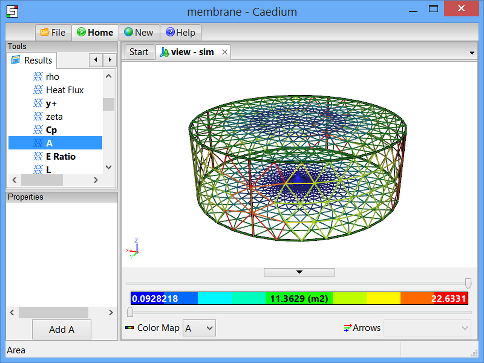 membrane - Caedium
File Home New Help
Tools
Results
rho
Heat Flux
y+
zeta
Cp
A
E Ratio
L
Properties
Add A
Start view - sim
0.0928218 11.3629 (m2) 22.6331
Color Map A Arrows
Area